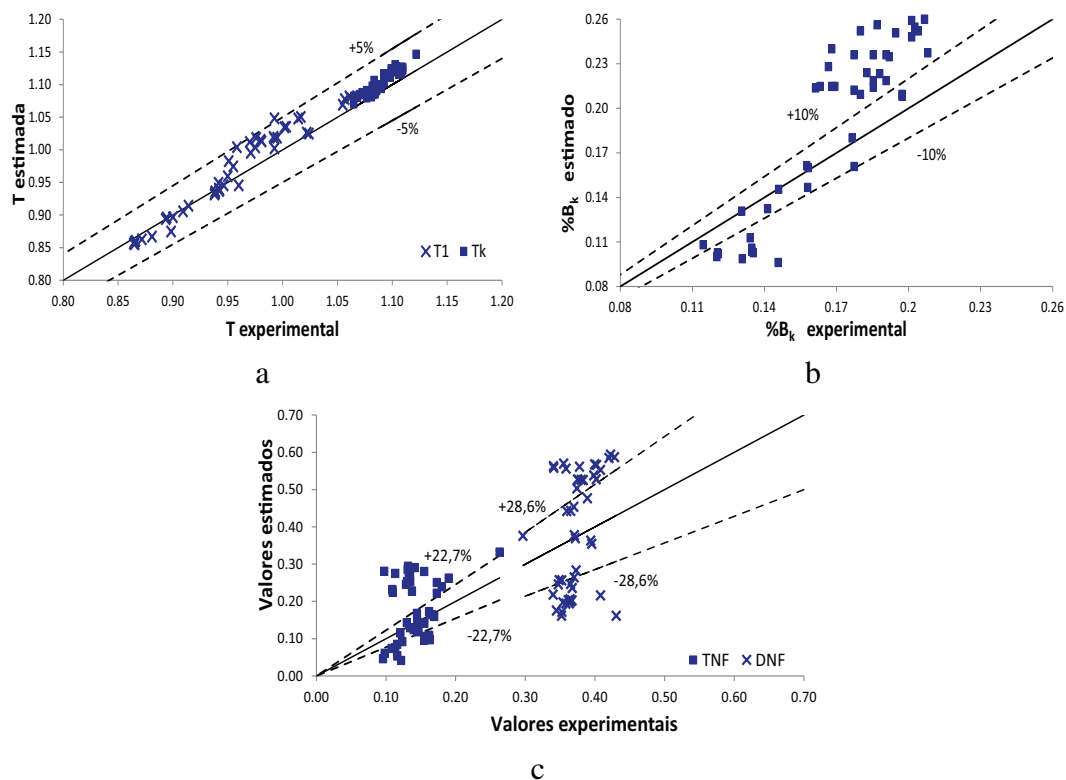 T estimada
1.20
1.15
1.10
1.05
1.00
0.95
0.90
0.85
0.80
+5%
-5%
T1 Tk
0.80 0.85 0.90 0.95 1.00 1.05 1.10 1.15 1.20
T experimental
a
%Bk estimado
0.26
0.23
0.20
0.17
0.14
0.11
0.08
+10%
-10%
0.08 0.11 0.14 0.17 0.20 0.23 0.26
%Bk experimental
b
Valores estimados
0.70
0.60
0.50
0.40
0.30
0.20
0.10
0.00
+28,6%
+22,7%
-28,6%
-22,7%
TNF DNF
0.00 0.10 0.20 0.30 0.40 0.50 0.60 0.70
Valores experimentais
c